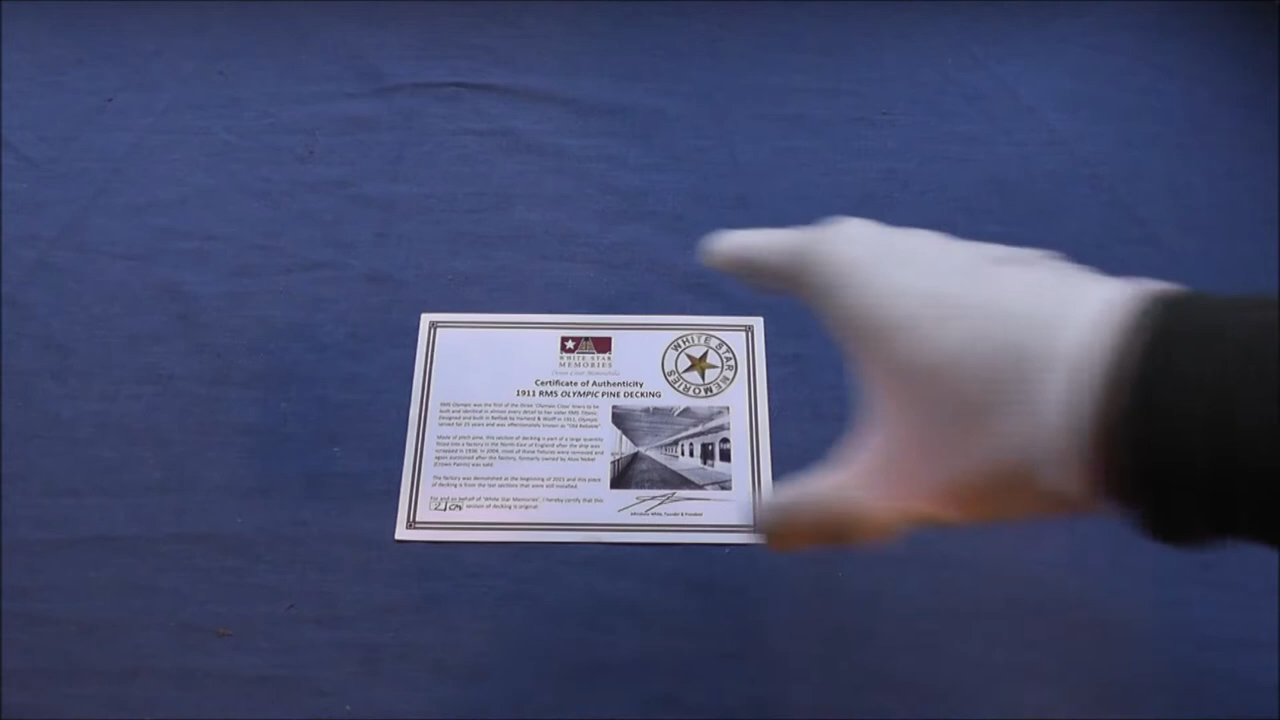 WHITE STAR
MEMORIES
Ocean Liner Memorabilia
WHITE STAR MEMORIES
Certificate of Authenticity
1911 RMS OLYMPIC PINE DECKING
RMS Olympic was the first of the three 'Olympic Class' liners to be
built and identical in almost every detail to her sister RMS Titanic.
Designed and built in Belfast by Harland & Wolff in 1911, Olympic
served for 25 years and was affectionately known as "Old Reliable".
Made of pitch pine, this section of decking is part of a large quantity
fitted into a factory in the North East of England after the ship was
scrapped in 1936. In 2004, most of these fixtures were removed and
again auctioned after the factory, formerly owned by Akzo Nobel
(Crown Paints) was sold.
The factory was demolished at the beginning of and this piece
of decking is from the last sections that were still installed.
For and on behalf of 'White Star Memories', I hereby certify that this
cm section of decking is original.
White, Founder & President